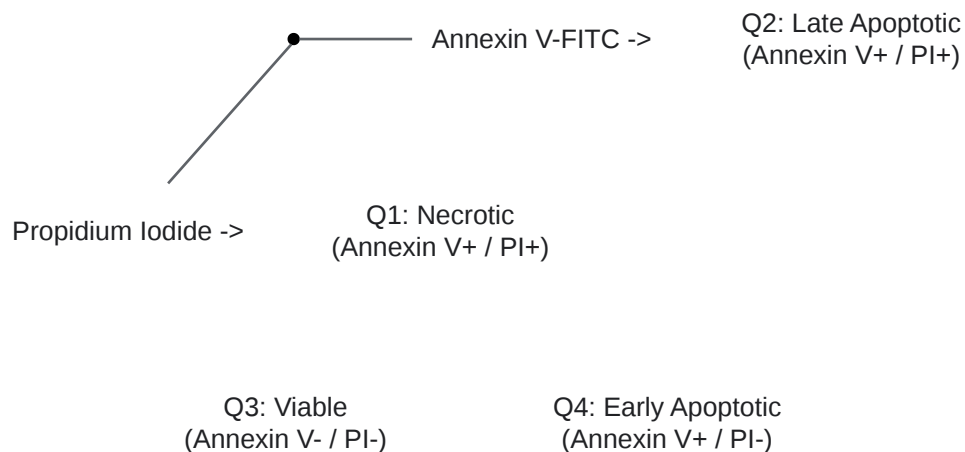 Annexin V-FITC ->
Q2: Late Apoptotic
(Annexin V+ / PI+)
Propidium Iodide ->
Q1: Necrotic
(Annexin V+ / PI+)
Q3: Viable
(Annexin V- / PI-)
Q4: Early Apoptotic
(Annexin V+ / PI-)